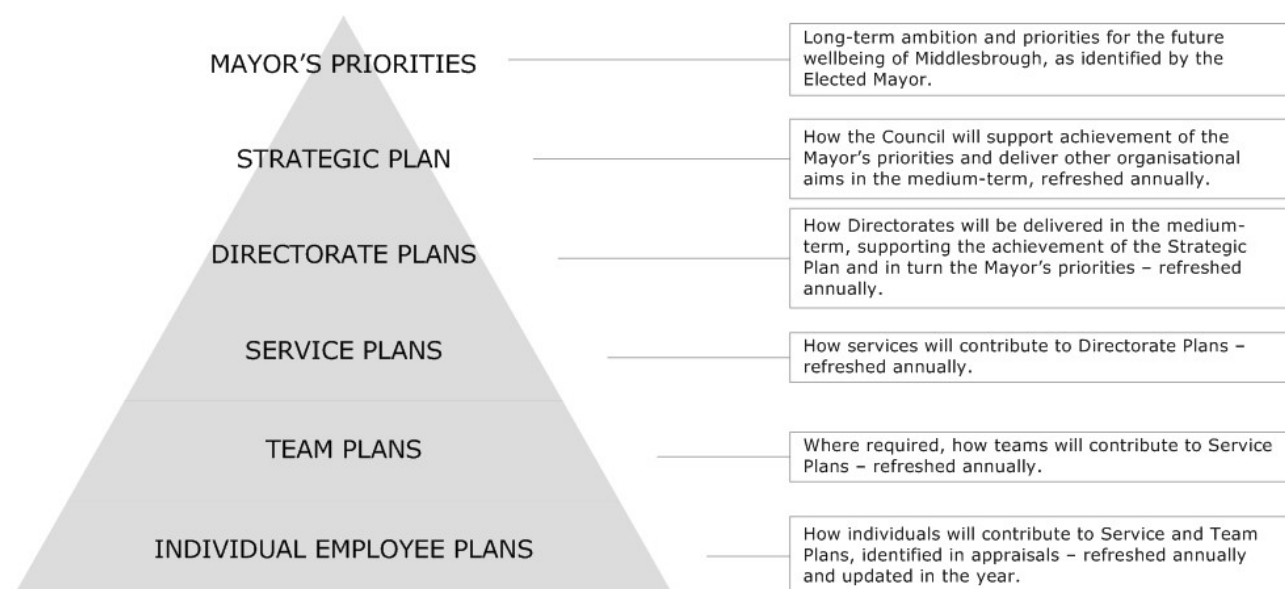 MAYOR'S PRIORITIES
Long-term ambition and priorities for the future
wellbeing of Middlesbrough, as identified by the
Elected Mayor.
STRATEGIC PLAN
How the Council will support achievement of the
Mayor's priorities and deliver other organisational
aims in the medium-term, refreshed annually.
DIRECTORATE PLANS
How Directorates will be delivered in the medium-
term, supporting the achievement of the Strategic
Plan and in turn the Mayor's priorities – refreshed
annually.
SERVICE PLANS
How services will contribute to Directorate Plans –
refreshed annually.
TEAM PLANS
Where required, how teams will contribute to Service
Plans – refreshed annually.
INDIVIDUAL EMPLOYEE PLANS
How individuals will contribute to Service and Team
Plans, identified in appraisals – refreshed annually
and updated in the year.